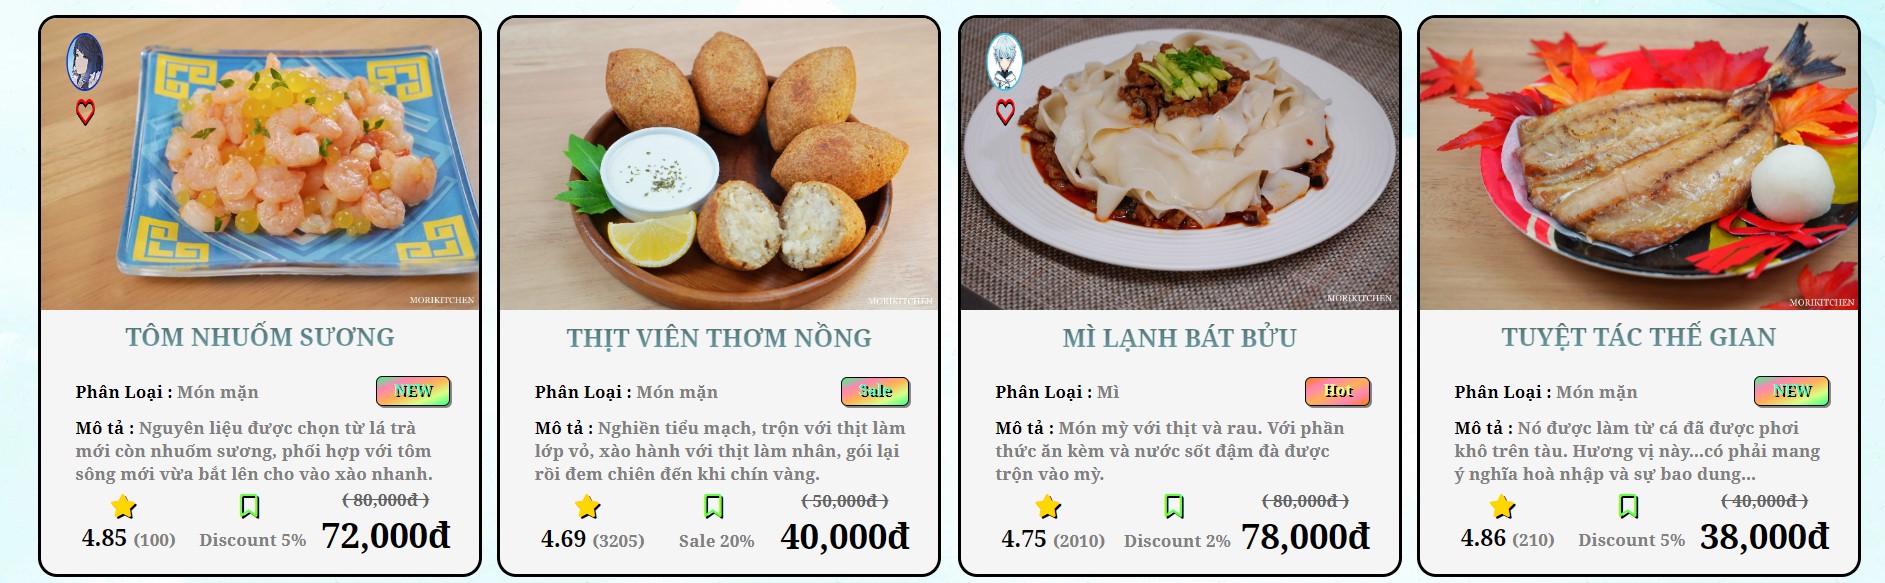 MORIKITCHEN
TÔM NHUỐM SƯƠNG
Phân Loại : Món mặn
NEW
Mô tả : Nguyên liệu được chọn từ lá trà
mới còn nhuốm sương, phối hợp với tôm
sông mới vừa bắt lên cho vào xào nhanh.
( 80,000đ )
4.85 (100)
Discount 5%
72,000đ
MORIKITCHEN
THỊT VIÊN THƠM NỒNG
Phân Loại : Món mặn
Sale
Mô tả : Nghiền tiểu mạch, trộn với thịt làm
lớp vỏ, xào hành với thịt làm nhân, gói lại
rồi đem chiên đến khi chín vàng.
( 50,000đ )
4.69 (3205)
Sale 20%
40,000đ
MORIKITCHEN
MÌ LẠNH BÁT BỬU
Phân Loại : Mì
Hot
Mô tả : Món mỳ với thịt và rau. Với phần
thức ăn kèm và nước sốt đậm đà được
trộn vào mỳ.
( 80,000đ )
4.75 (2010)
Discount 2%
78,000đ
MORIKITCHEN
TUYỆT TÁC THẾ GIAN
Phân Loại : Món mặn
NEW
Mô tả : Nó được làm từ cá đã được phơi
khô trên tàu. Hương vị này...có phải mang
ý nghĩa hoà nhập và sự bao dung...
( 40,000đ )
4.86 (210)
Discount 5%
38,000đ